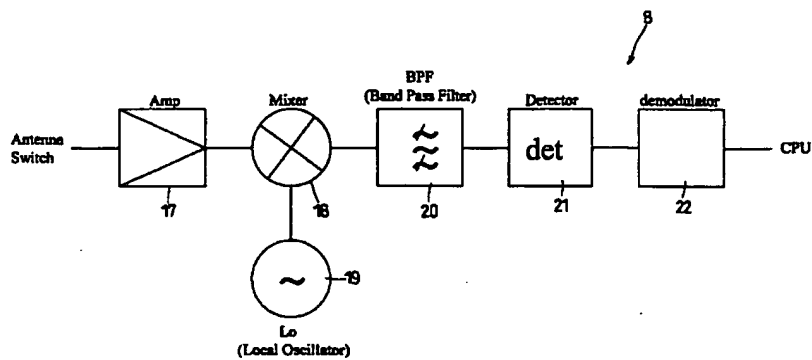 8
BPF
(Band Pass Filter)
Amp
Mixer
Detector
demodulator
Antenna
Switch
det
CPU
17
18
20
21
22
19
Lo
(Local Oscillator)